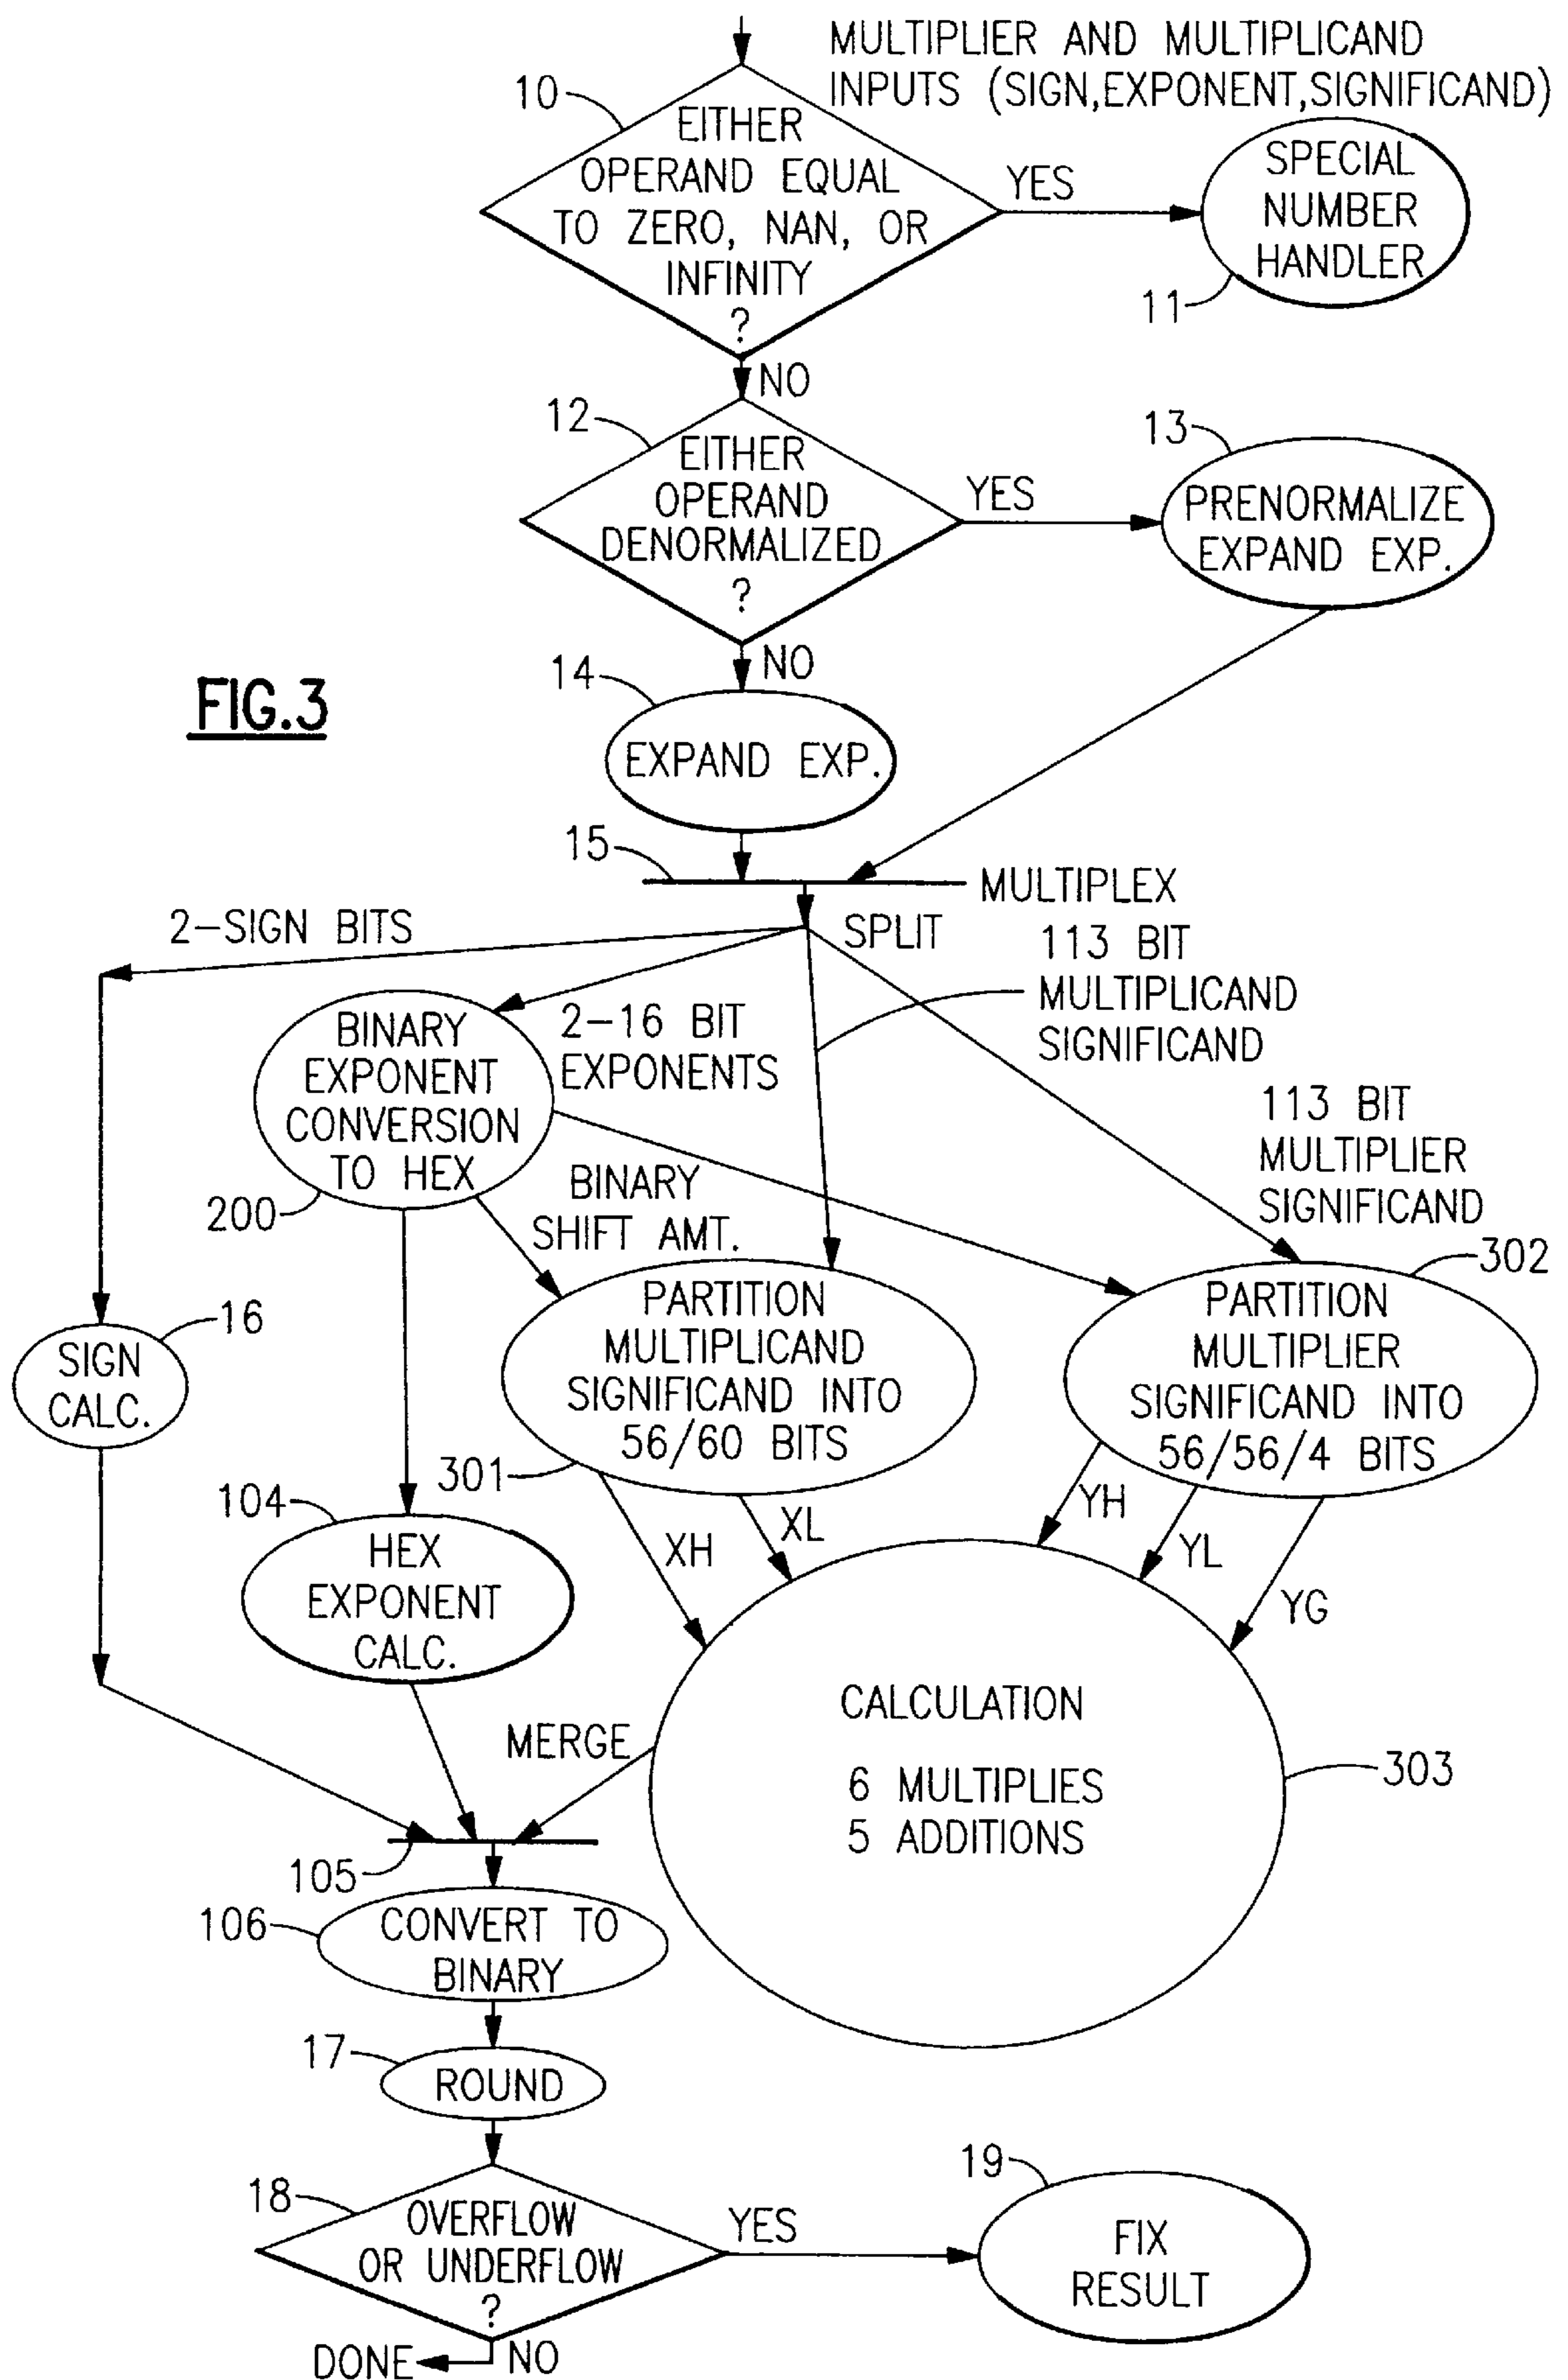 MULTIPLIER AND MULTIPLICAND
INPUTS (SIGN,EXPONENT,SIGNIFICAND)
10
EITHER
OPERAND EQUAL
TO ZERO, NAN, OR
INFINITY
?
YES
SPECIAL
NUMBER
HANDLER
11
NO
12
EITHER
OPERAND
DENORMALIZED
?
YES
13
PRENORMALIZE
EXPAND EXP.
NO
FIG.3
14
EXPAND EXP.
15
MULTIPLEX
SPLIT
2-SIGN BITS
113 BIT
MULTIPLICAND
SIGNIFICAND
BINARY
EXPONENT
CONVERSION
TO HEX
200
2-16 BIT
EXPONENTS
113 BIT
MULTIPLIER
SIGNIFICAND
BINARY
SHIFT AMT.
302
16
SIGN
CALC.
PARTITION
MULTIPLICAND
SIGNIFICAND INTO
56/60 BITS
301
PARTITION
MULTIPLIER
SIGNIFICAND INTO
56/56/4 BITS
104
HEX
EXPONENT
CALC.
XH
XL
YH
YL
YG
CALCULATION
6 MULTIPLIES
5 ADDITIONS
303
MERGE
105
106
CONVERT TO
BINARY
17
ROUND
18
OVERFLOW
OR UNDERFLOW
?
YES
19
FIX
RESULT
DONE
NO